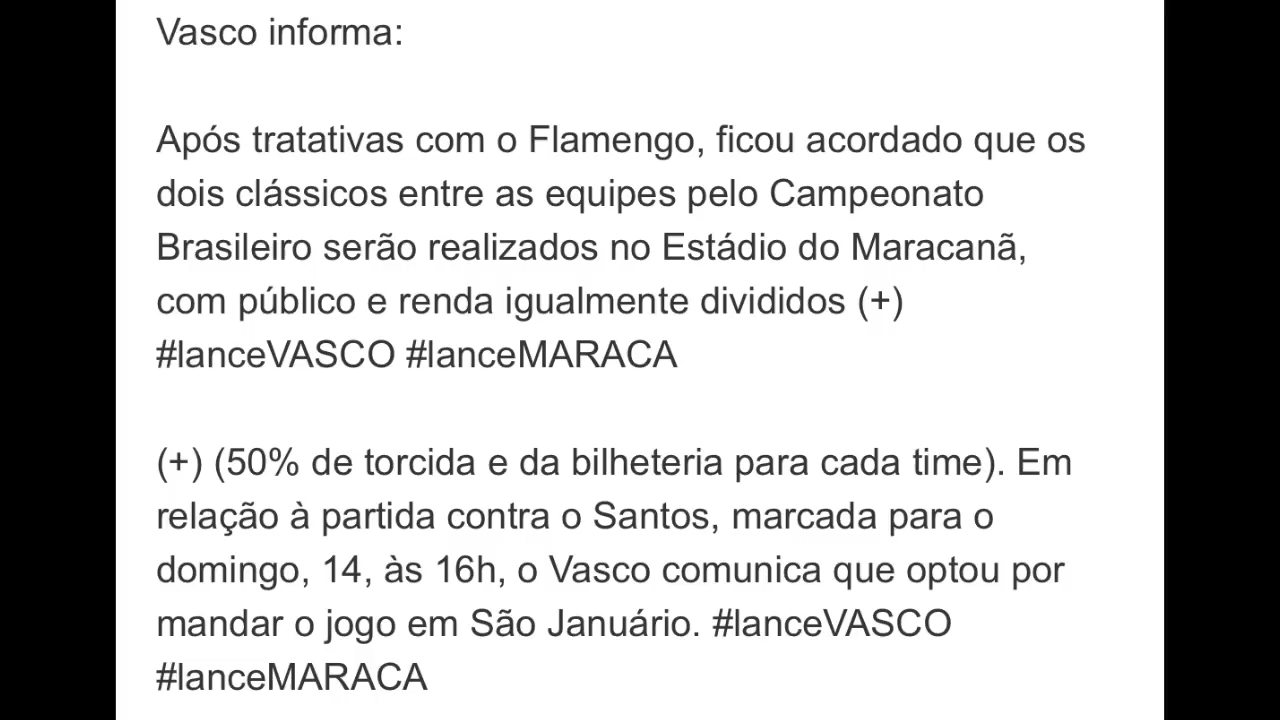 Vasco informa:
Após tratativas com o Flamengo, ficou acordado que os
dois clássicos entre as equipes pelo Campeonato
Brasileiro serão realizados no Estádio do Maracanã,
com público e renda igualmente divididos (+)
#lanceVASCO #lanceMARACA
(+) (50% de torcida e da bilheteria para cada time). Em
relação à partida contra o Santos, marcada para o
domingo, 14, às 16h, o Vasco comunica que optou por
mandar o jogo em São Januário. #lanceVASCO
#lanceMARACA